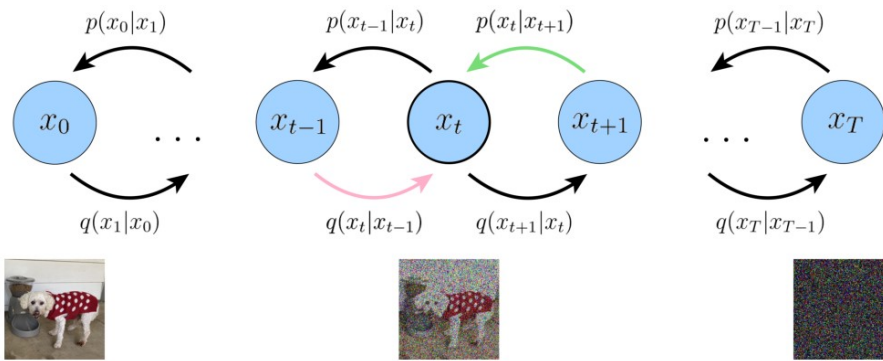 p(x_0|x_1) p(x_{t-1}|x_t) p(x_t|x_{t+1}) p(x_{T-1}|x_T)
x_0 . . . x_{t-1} x_t x_{t+1} . . . x_T
q(x_1|x_0) q(x_t|x_{t-1}) q(x_{t+1}|x_t) q(x_T|x_{T-1})